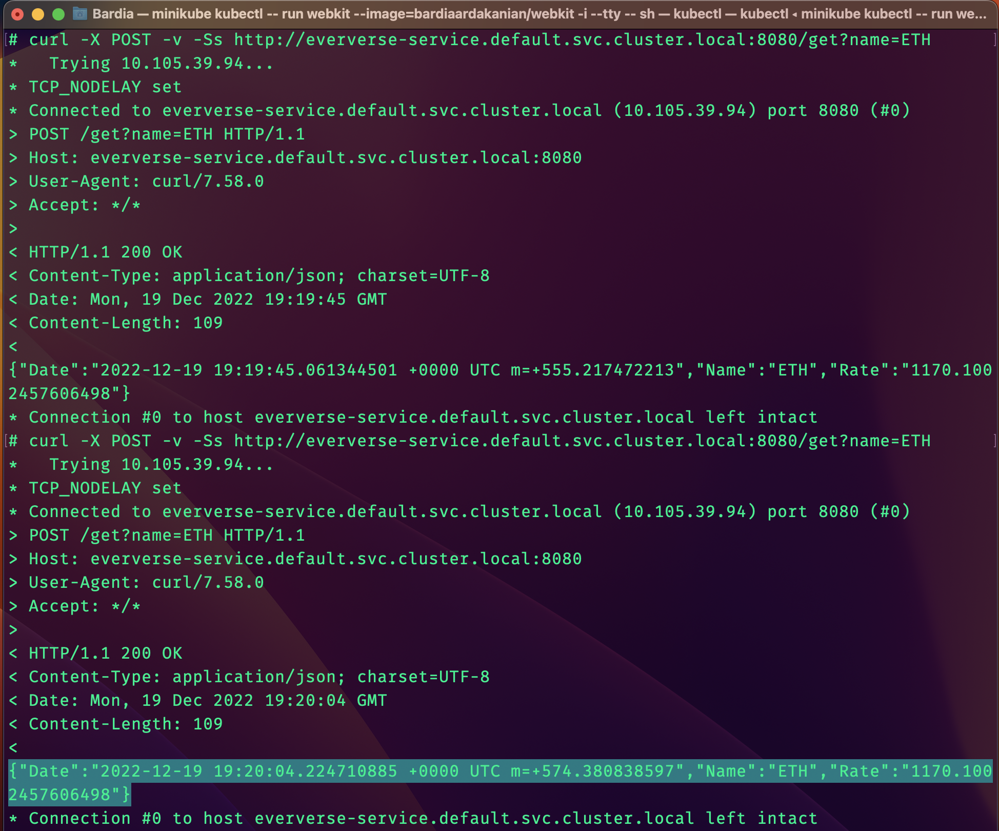 Bardia — minikube kubectl -- run webkit --image=bardiaardakanian/webkit -i --tty -- sh — kubectl — kubectl ◂ minikube kubectl -- run we...
[# curl -X POST -v -Ss http://eververse-service.default.svc.cluster.local:8080/get?name=ETH ]
*   Trying 10.105.39.94...
* TCP_NODELAY set
* Connected to eververse-service.default.svc.cluster.local (10.105.39.94) port 8080 (#0)
> POST /get?name=ETH HTTP/1.1
> Host: eververse-service.default.svc.cluster.local:8080
> User-Agent: curl/7.58.0
> Accept: */*
>
< HTTP/1.1 200 OK
< Content-Type: application/json; charset=UTF-8
< Date: Mon, 19 Dec 2022 19:19:45 GMT
< Content-Length: 109
<
{"Date":"2022-12-19 19:19:45.061344501 +0000 UTC m=+555.217472213","Name":"ETH","Rate":"1170.100
2457606498"}
* Connection #0 to host eververse-service.default.svc.cluster.local left intact
[# curl -X POST -v -Ss http://eververse-service.default.svc.cluster.local:8080/get?name=ETH ]
*   Trying 10.105.39.94...
* TCP_NODELAY set
* Connected to eververse-service.default.svc.cluster.local (10.105.39.94) port 8080 (#0)
> POST /get?name=ETH HTTP/1.1
> Host: eververse-service.default.svc.cluster.local:8080
> User-Agent: curl/7.58.0
> Accept: */*
>
< HTTP/1.1 200 OK
< Content-Type: application/json; charset=UTF-8
< Date: Mon, 19 Dec 2022 19:20:04 GMT
< Content-Length: 109
<
{"Date":"2022-12-19 19:20:04.224710885 +0000 UTC m=+574.380838597","Name":"ETH","Rate":"1170.100
2457606498"}
* Connection #0 to host eververse-service.default.svc.cluster.local left intact